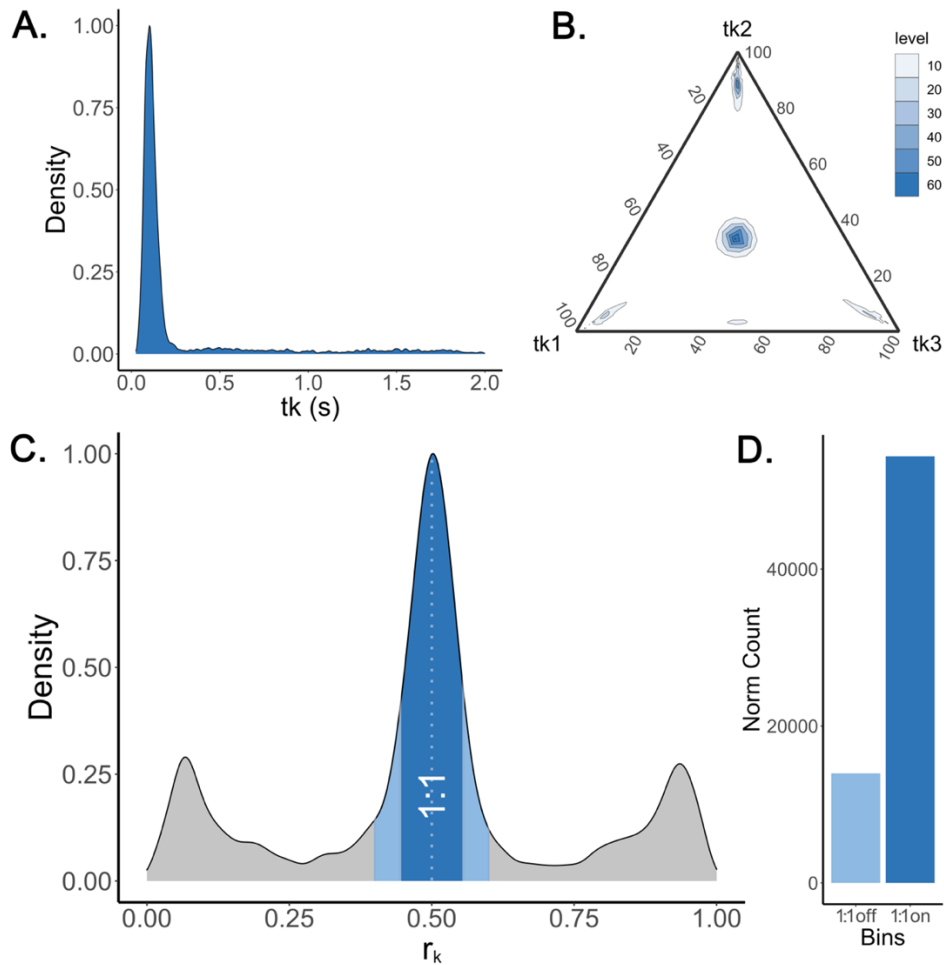 A.
1.00
0.75
0.50
0.25
0.00
Density
0.0 0.5 1.0 1.5 2.0
tk (s)
B.
tk2
100
20 80
40 60
60 40
80 20
100
tk1
20 40 60 80 100
tk3
level
10
20
30
40
50
60
C.
1.00
0.75
0.50
0.25
0.00
Density
1:1
0.00 0.25 0.50 0.75 1.00
rₖ
D.
40000
20000
0
Norm Count
1:1off 1:1on
Bins